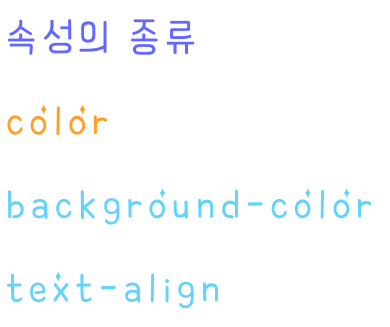 속성의 종류
color
background-color
text-align